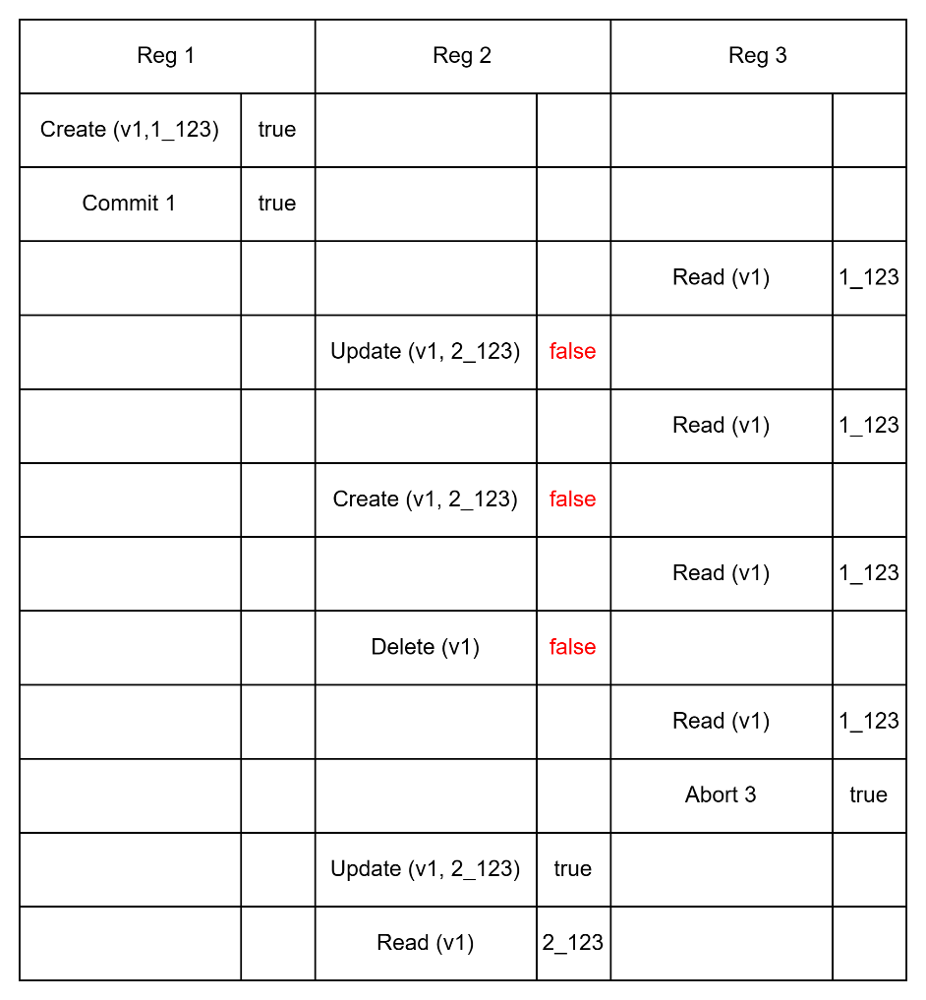 Reg 1 Reg 2 Reg 3
Create (v1,1_123) true
Commit 1 true
Read (v1) 1_123
Update (v1, 2_123) false
Read (v1) 1_123
Create (v1, 2_123) false
Read (v1) 1_123
Delete (v1) false
Read (v1) 1_123
Abort 3 true
Update (v1, 2_123) true
Read (v1) 2_123